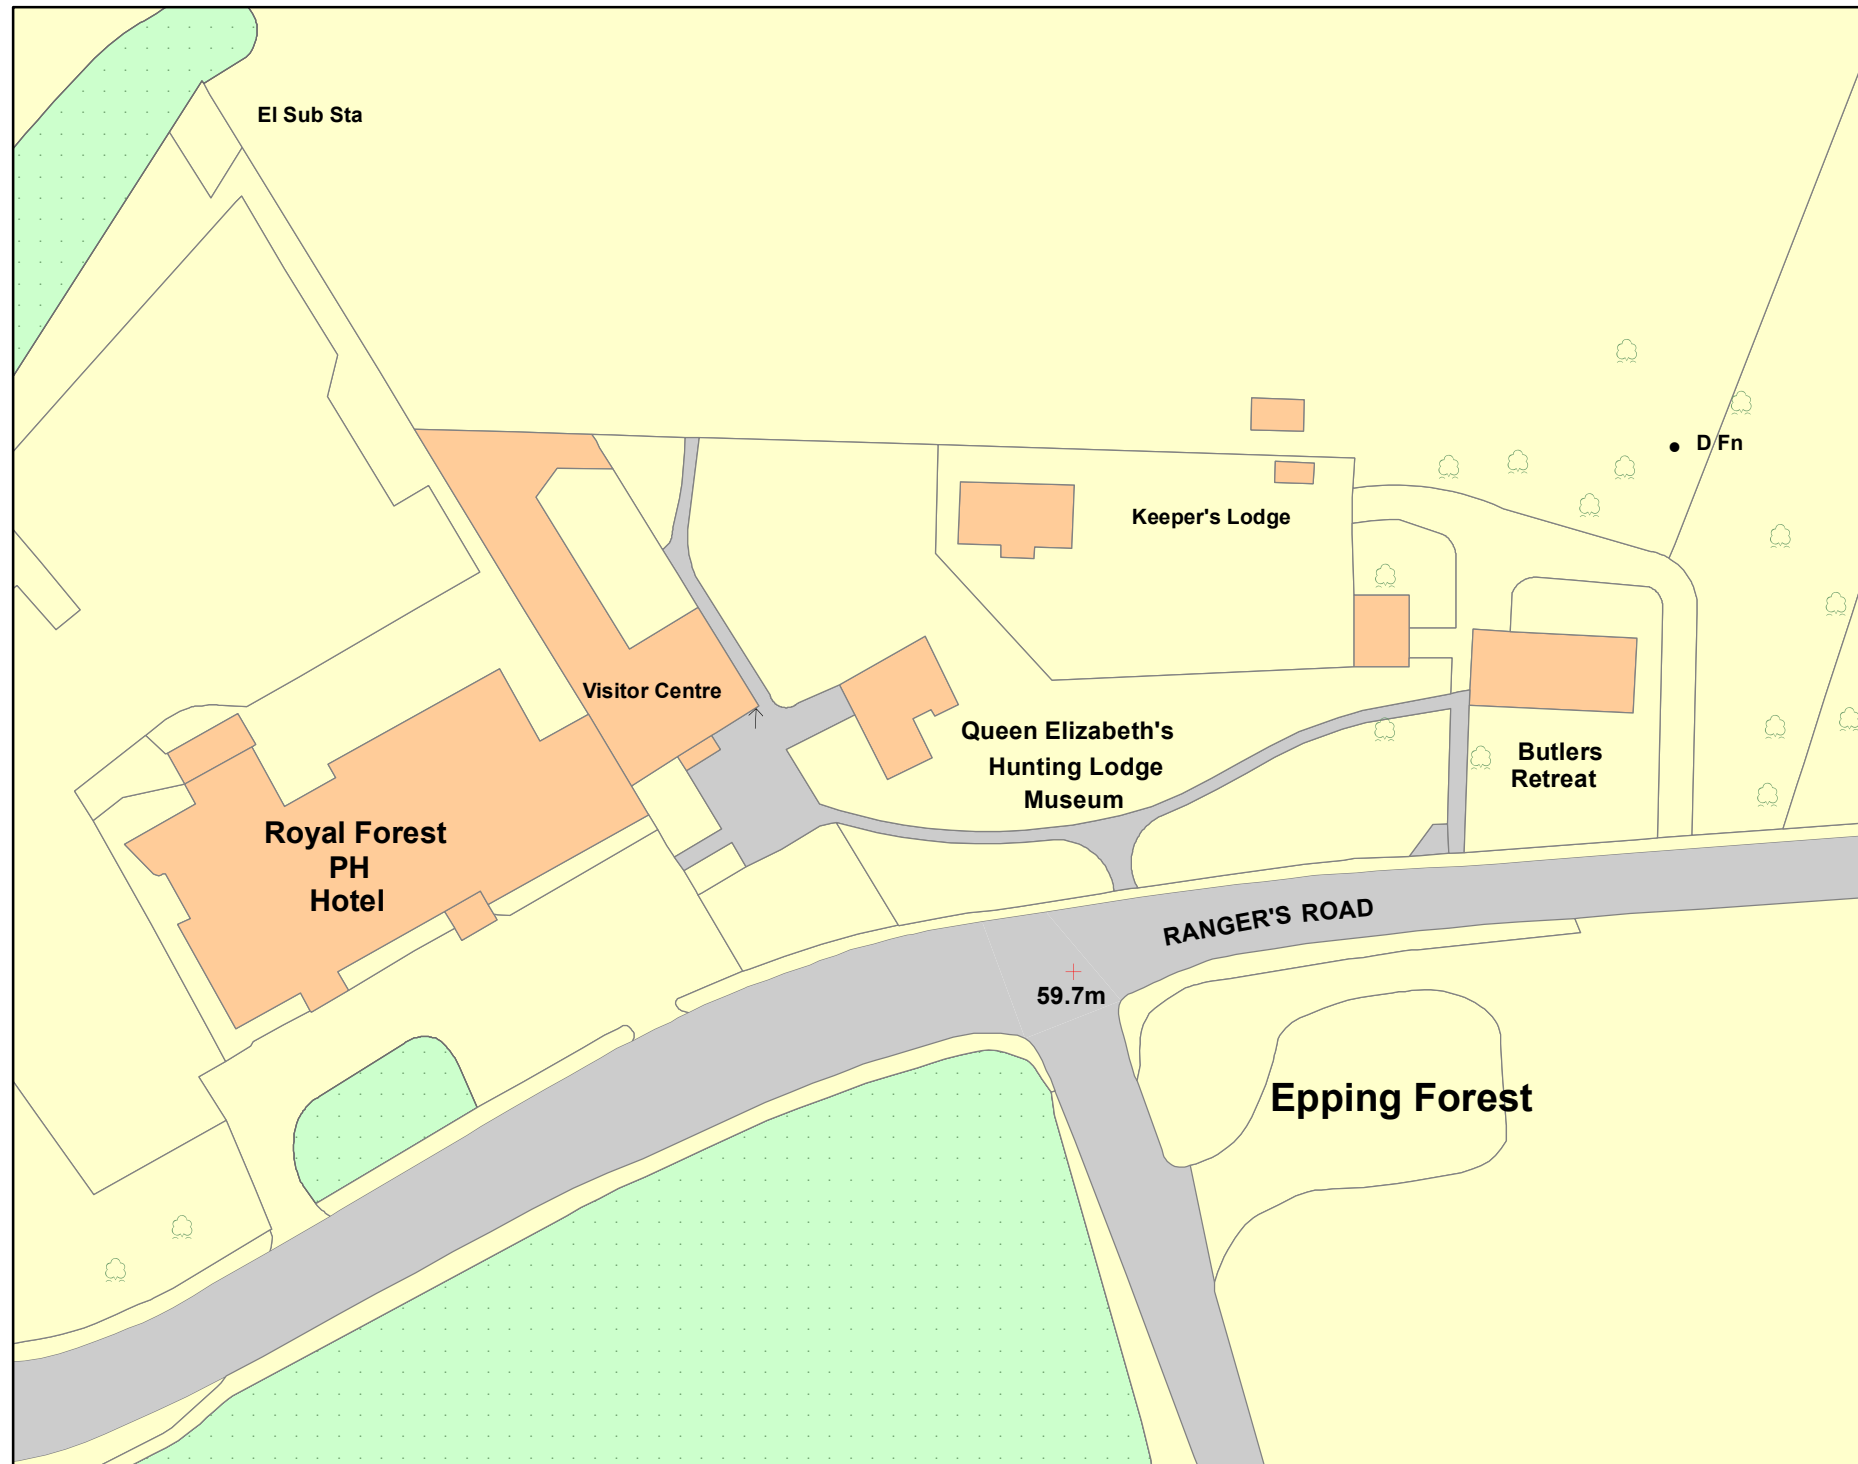 El Sub Sta
D Fn
Keeper's Lodge
Visitor Centre
Queen Elizabeth's
Hunting Lodge
Museum
Butlers
Retreat
Royal Forest
PH
Hotel
RANGER'S ROAD
59.7m
Epping Forest